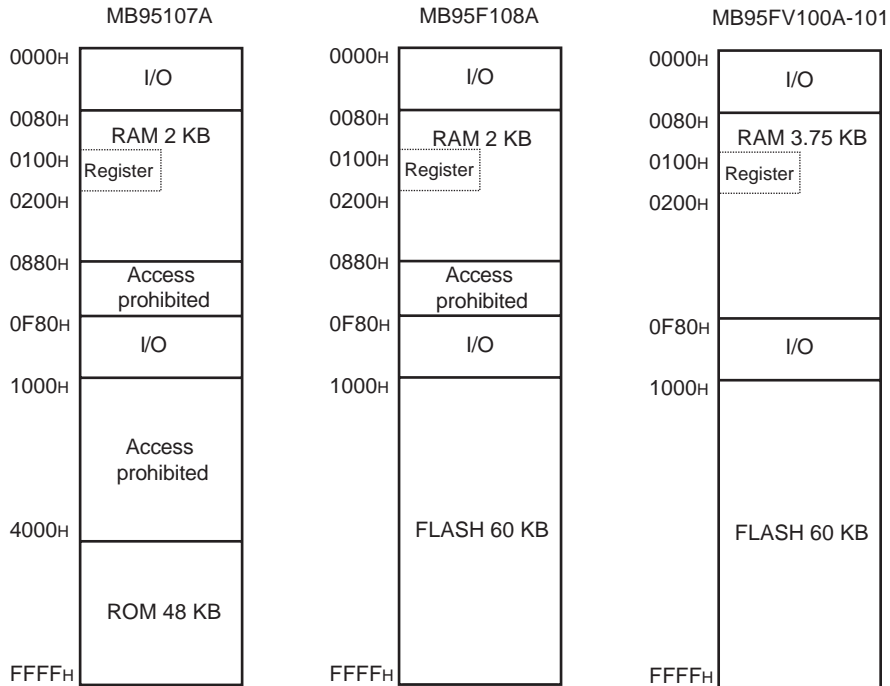 MB95107A
0000H
I/O
0080H
RAM 2 KB
0100H
Register
0200H
0880H
Access
prohibited
0F80H
I/O
1000H
Access
prohibited
4000H
ROM 48 KB
FFFFH
MB95F108A
0000H
I/O
0080H
RAM 2 KB
0100H
Register
0200H
0880H
Access
prohibited
0F80H
I/O
1000H
FLASH 60 KB
FFFFH
MB95FV100A-101
0000H
I/O
0080H
RAM 3.75 KB
0100H
Register
0200H
0F80H
I/O
1000H
FLASH 60 KB
FFFFH